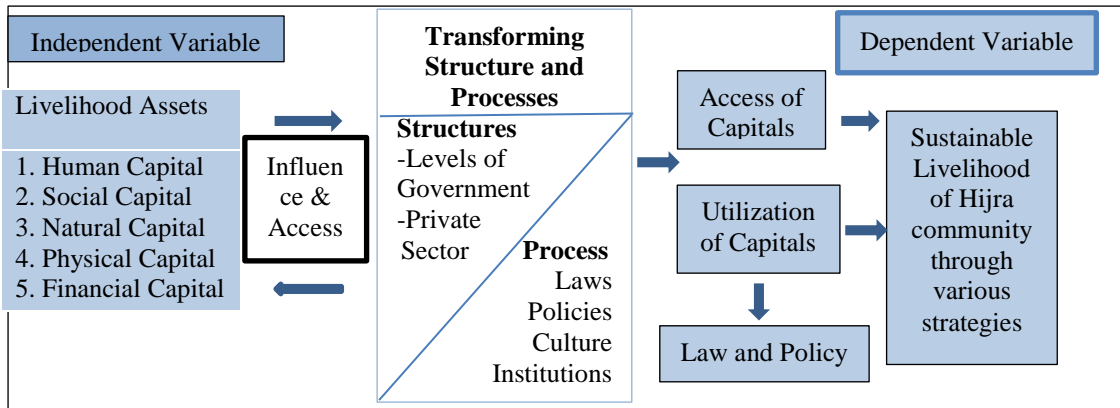 Independent Variable
Livelihood Assets
1. Human Capital
2. Social Capital
3. Natural Capital
4. Physical Capital
5. Financial Capital
Influen
ce &
Access
Transforming
Structure and
Processes
Structures
-Levels of
Government
-Private
Sector
Process
Laws
Policies
Culture
Institutions
Access of
Capitals
Utilization
of Capitals
Law and Policy
Dependent Variable
Sustainable
Livelihood
of Hijra
community
through
various
strategies